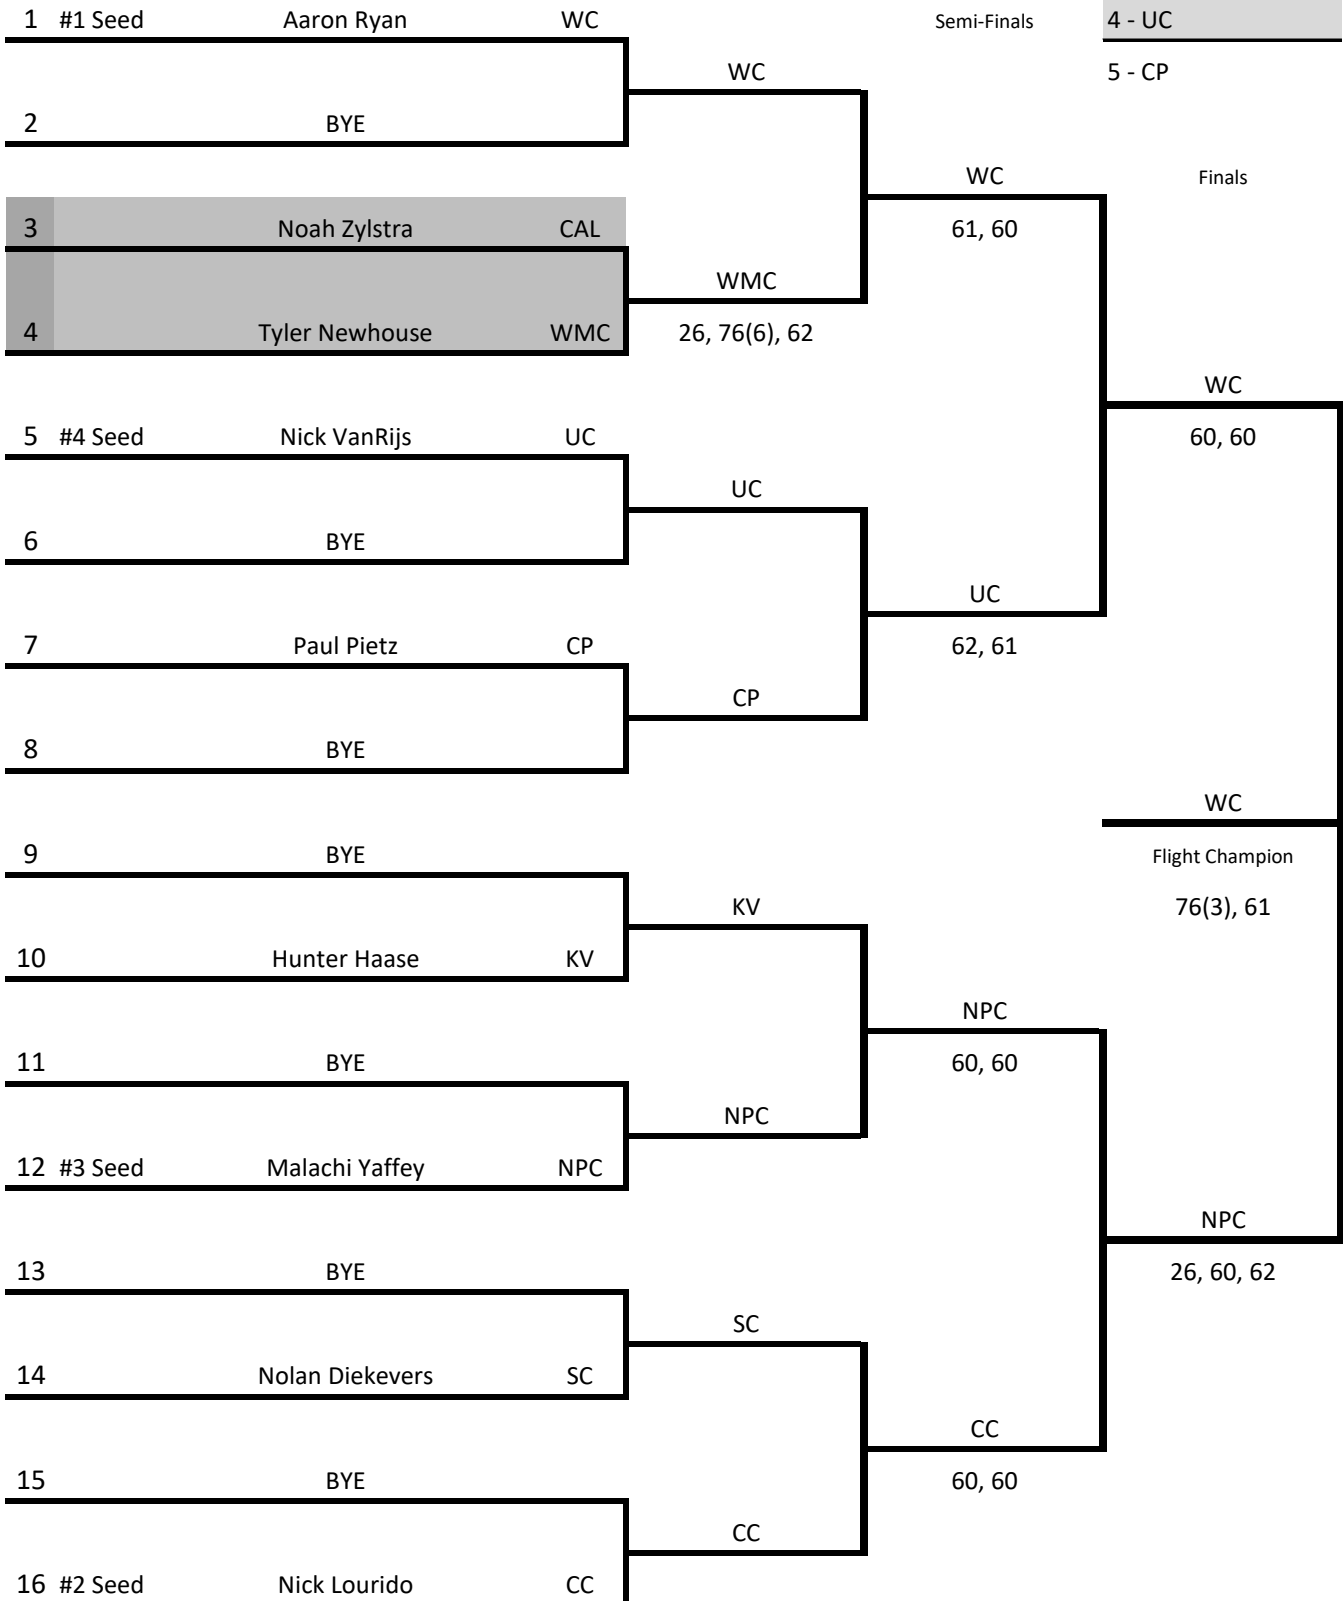 1 #1 Seed Aaron Ryan WC Semi-Finals 4 - UC
WC 5 - CP
2 BYE
WC Finals
3 Noah Zylstra CAL 61, 60
WMC
4 Tyler Newhouse WMC 26, 76(6), 62
WC
5 #4 Seed Nick VanRijs UC 60, 60
UC
6 BYE
UC
7 Paul Pietz CP 62, 61
CP
8 BYE
WC
9 BYE Flight Champion
KV 76(3), 61
10 Hunter Haase KV
NPC
11 BYE 60, 60
NPC
12 #3 Seed Malachi Yaffey NPC
NPC
13 BYE 26, 60, 62
SC
14 Nolan Diekevers SC
CC
15 BYE 60, 60
CC
16 #2 Seed Nick Lourido CC